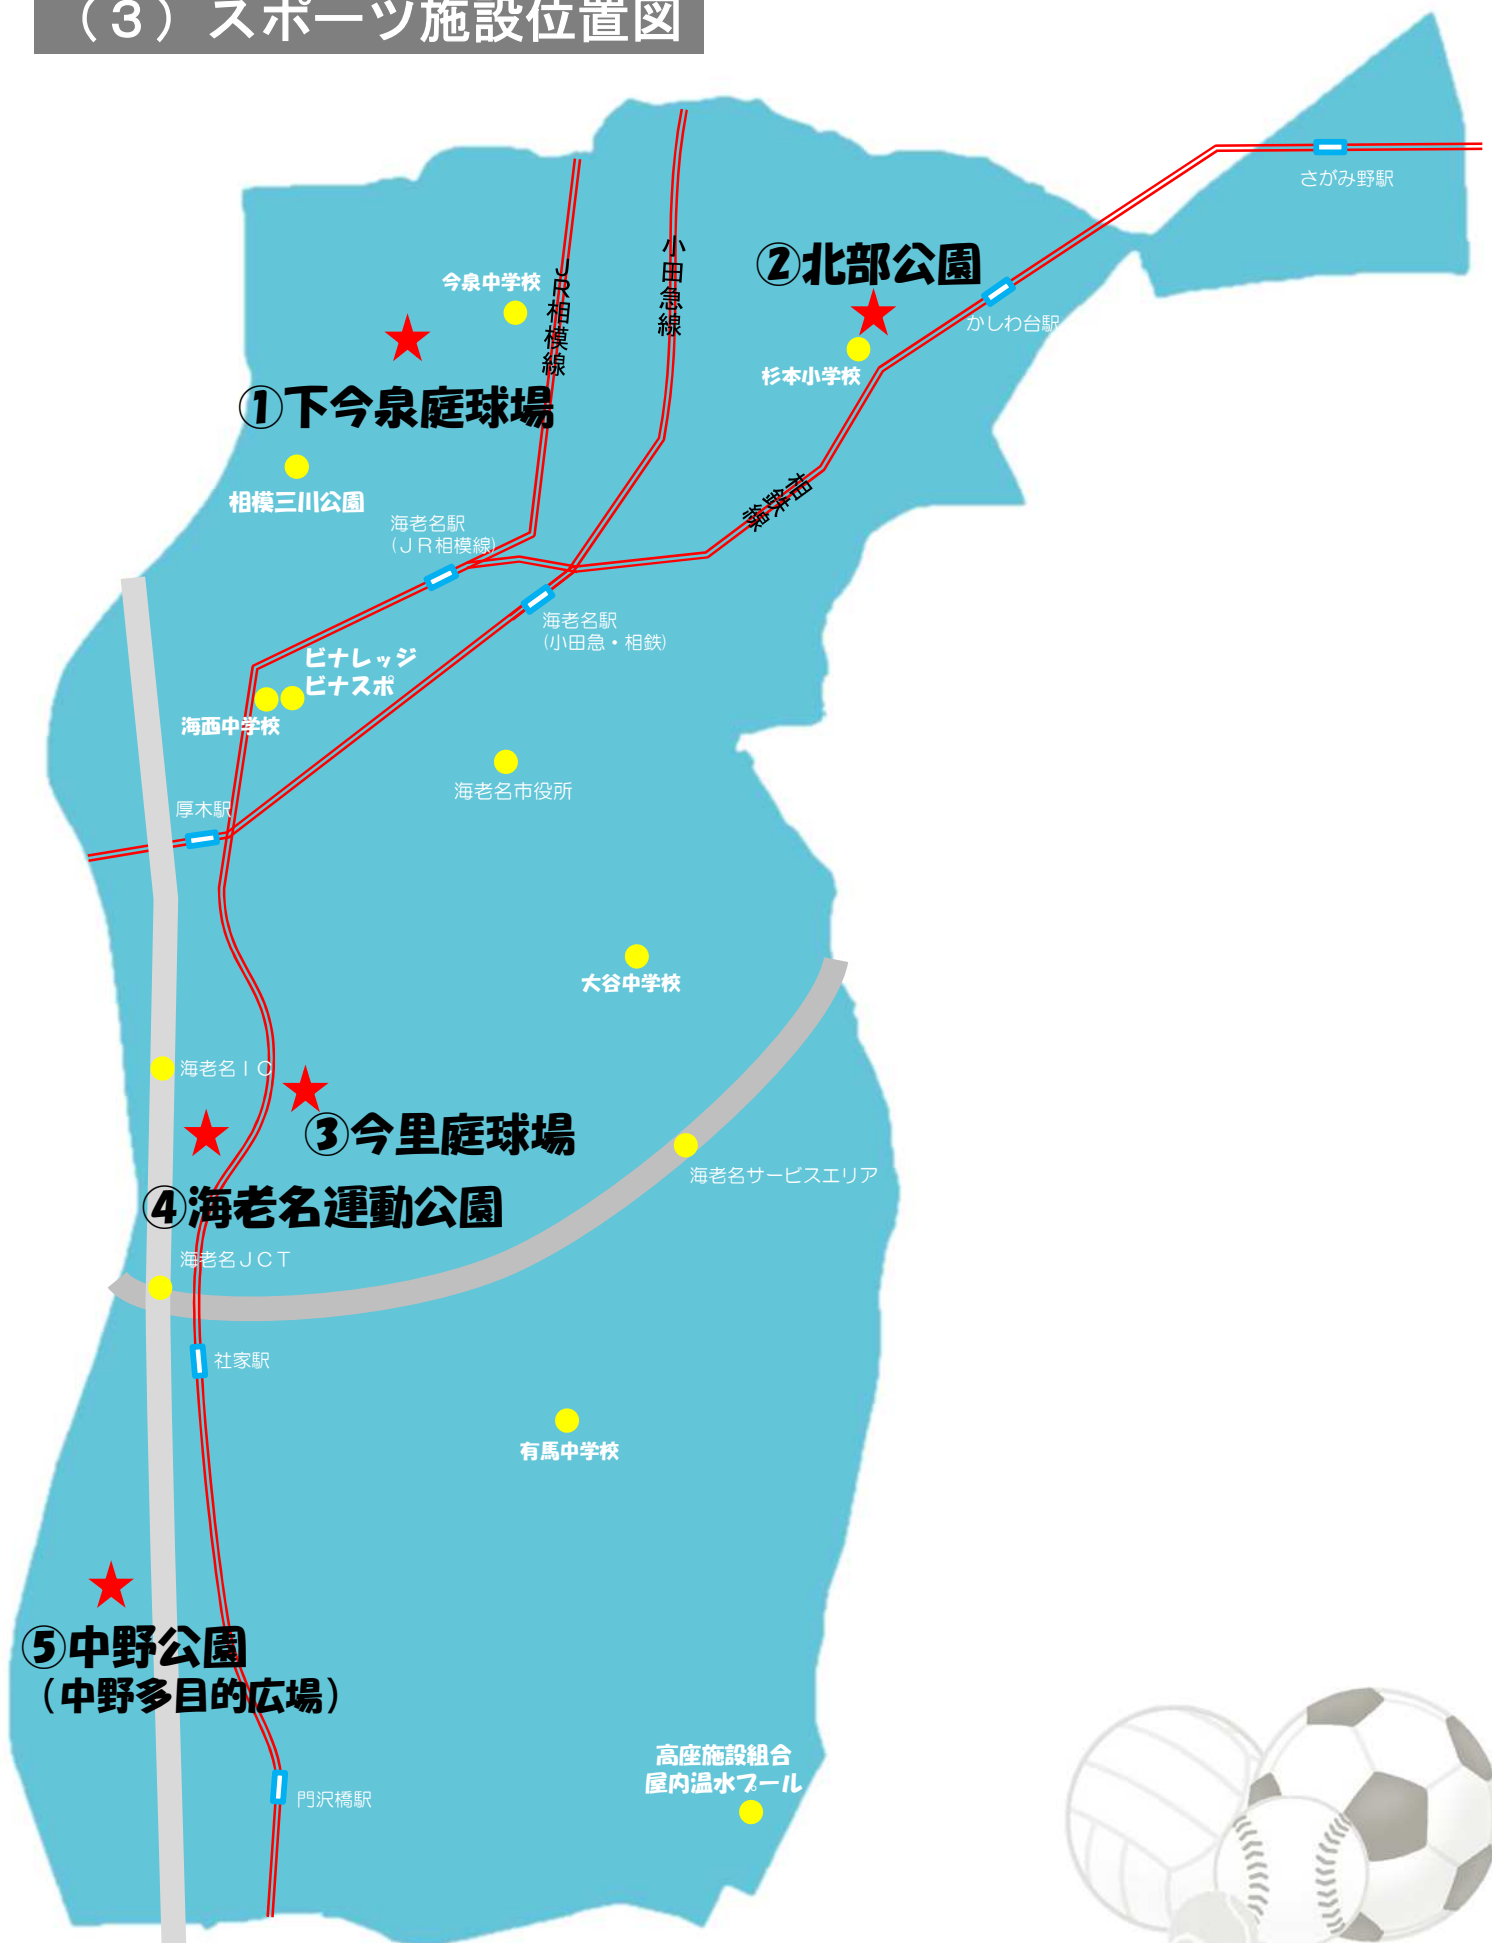 （３）スポーツ施設位置図
さがみ野駅
小田急線
②北部公園
ＪＲ相模線
今泉中学校
かしわ台駅
杉本小学校
①下今泉庭球場
相模三川公園
相鉄線
海老名駅
（ＪＲ相模線）
海老名駅
（小田急・相鉄）
ビナレッジ
ビナスポ
海西中学校
海老名市役所
厚木駅
大谷中学校
海老名ＩＣ
③今里庭球場
海老名サービスエリア
④海老名運動公園
海老名ＪＣＴ
社家駅
有馬中学校
⑤中野公園
（中野多目的広場）
高座施設組合
屋内温水プール
門沢橋駅